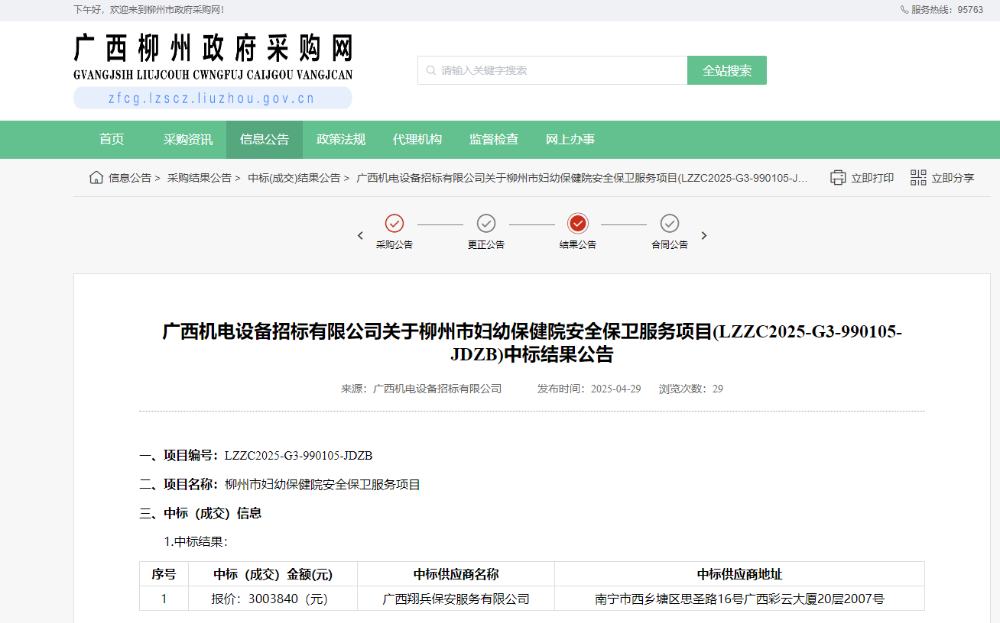 下午好，欢迎来到柳州市政府采购网！
服务热线：95763
广西柳州政府采购网
GVANGJSIH LIUJCOUH CWNGFUJ CAIJGOU VANGJCAN
zfcg.lzscz.liuzhou.gov.cn
请输入关键字搜索
全站搜索
首页 采购资讯 信息公告 政策法规 代理机构 监督检查 网上办事
信息公告 > 采购结果公告 > 中标(成交)结果公告 > 广西机电设备招标有限公司关于柳州市妇幼保健院安全保卫服务项目(LZZC2025-G3-990105-J...
立即打印 立即分享
采购公告 更正公告 结果公告 合同公告
广西机电设备招标有限公司关于柳州市妇幼保健院安全保卫服务项目(LZZC2025-G3-990105-
JDZB)中标结果公告
来源：广西机电设备招标有限公司 发布时间：2025-04-29 浏览次数：29
一、项目编号：LZZC2025-G3-990105-JDZB
二、项目名称：柳州市妇幼保健院安全保卫服务项目
三、中标（成交）信息
1.中标结果：
序号 中标（成交）金额(元) 中标供应商名称 中标供应商地址
1 报价：3003840（元） 广西翔兵保安服务有限公司 南宁市西乡塘区思圣路16号广西彩云大厦20层2007号